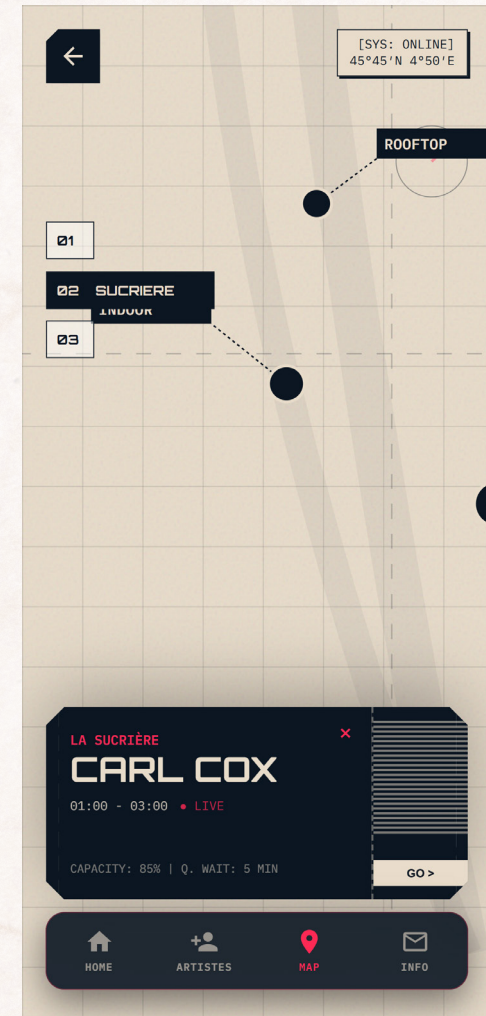 [SYS: ONLINE]
45°45'N 4°50'E
ROOFTOP
01
02 SUCRIERE
INDOOR
03
LA SUCRIÈRE
×
CARL COX
01:00 - 03:00 • LIVE
CAPACITY: 85% | Q. WAIT: 5 MIN
GO >
HOME
ARTISTES
MAP
INFO